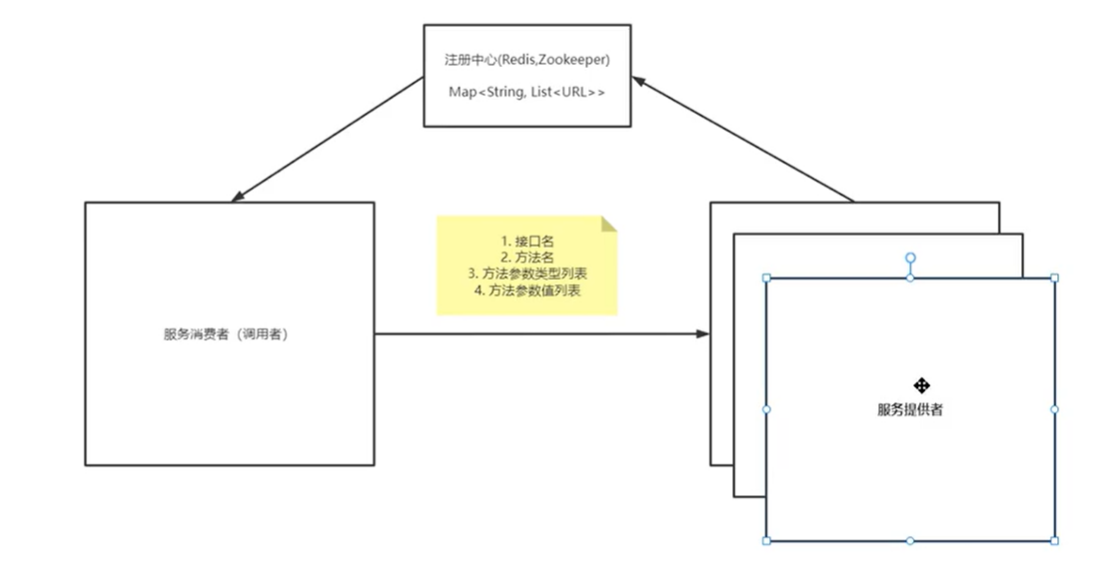 注册中心(Redis,Zookeeper)
Map<String, List<URL>>
1. 接口名
2. 方法名
3. 方法参数类型列表
4. 方法参数值列表
服务消费者（调用者）
服务提供者